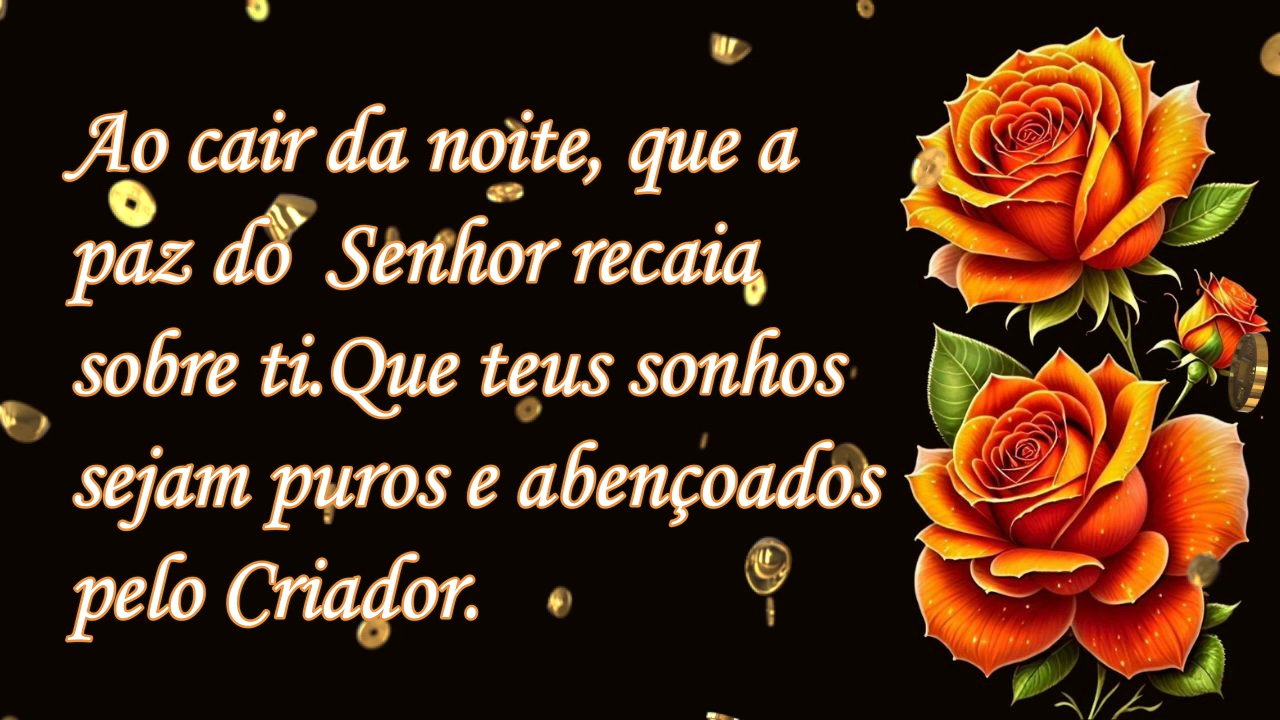 Ao cair da noite, que a
paz do  Senhor recaia
sobre ti.Que teus sonhos
sejam puros e abençoados
pelo Criador.